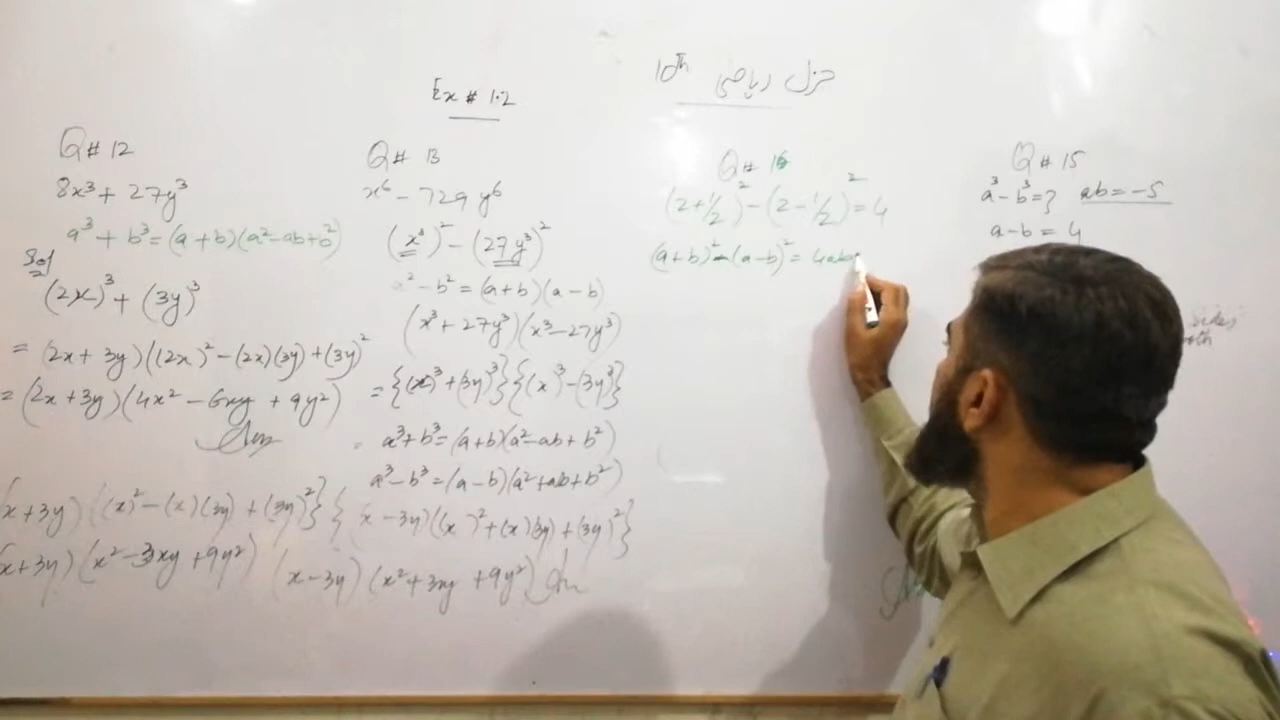 10th جنرل ریاضی
Ex # 1.2
Q # 12
8x³ + 27y³
a³ + b³ = (a + b)(a² - ab + b²)
Sol
(2x)³ + (3y)³
= (2x + 3y)((2x)² - (2x)(3y) + (3y)²
= (2x + 3y)(4x² - 6xy + 9y²)
Ans
Q # 13
x⁶ - 729 y⁶
(x³)² - (27y³)²
a² - b² = (a + b)(a - b)
(x³ + 27y³)(x³ - 27y³)
= {(x)³ + (3y)³}{(x)³ - (3y)³}
a³ + b³ = (a + b)(a² - ab + b²)
a³ - b³ = (a - b)(a² + ab + b²)
x + 3y)((x)² - (x)(3y) + (3y)²}{x - 3y)((x)² + (x)(3y) + (3y)²}
x + 3y)(x² - 3xy + 9y²)(x - 3y)(x² + 3xy + 9y²) Ans
Q # 16
(2 + 1/2)² - (2 - 1/2)² = 4
(a + b)² - (a - b)² = 4ab
Q # 15
a³ - b³ = ? ab = -5
a - b = 4
sides